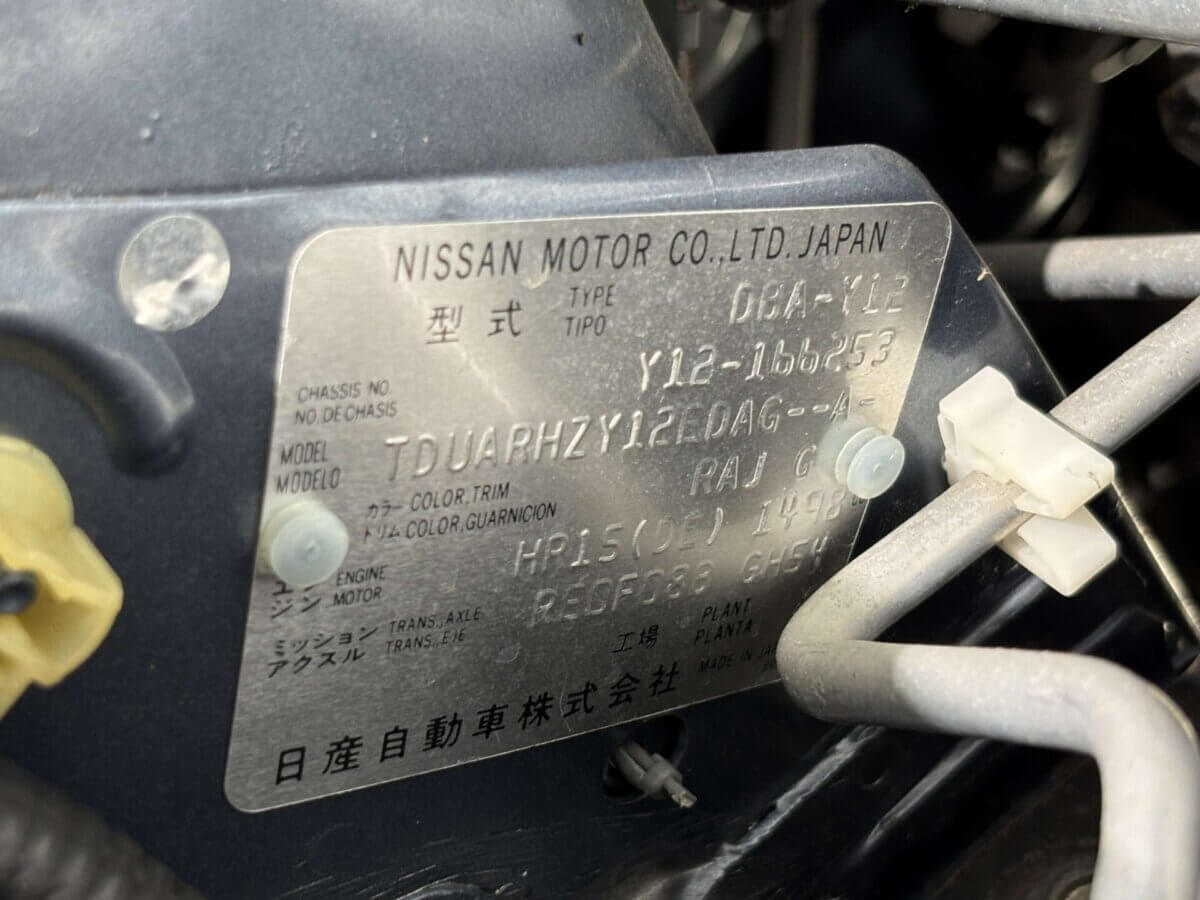 NISSAN MOTOR CO.,LTD. JAPAN
型式 TYPE TIPO DBA-Y12
CHASSIS NO. NO. DE CHASIS Y12-166253
MODEL MODELO TDUARHZY12EDAG--A-
カラー COLOR, TRIM
トリム COLOR, GUARNICION RAJ G
ENGINE MOTOR HR15(DE) 1498cc
ミッション TRANS., AXLE
アクスル TRANS., EJE
工場 PLANT PLANTA
MADE IN
日産自動車株式会社